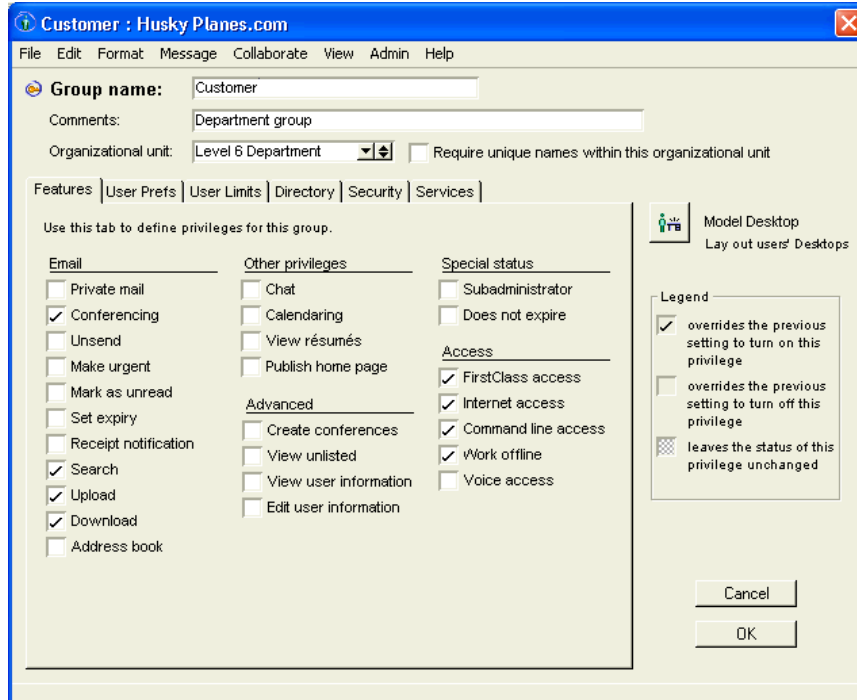 Customer : Husky Planes.com
File Edit Format Message Collaborate View Admin Help
Group name: Customer
Comments: Department group
Organizational unit: Level 6 Department Require unique names within this organizational unit
Features User Prefs User Limits Directory Security Services
Use this tab to define privileges for this group.
Email
Private mail
Conferencing
Unsend
Make urgent
Mark as unread
Set expiry
Receipt notification
Search
Upload
Download
Address book
Other privileges
Chat
Calendaring
View résumés
Publish home page
Advanced
Create conferences
View unlisted
View user information
Edit user information
Special status
Subadministrator
Does not expire
Access
FirstClass access
Internet access
Command line access
Work offline
Voice access
Model Desktop
Lay out users' Desktops
Legend
overrides the previous
setting to turn on this
privilege
overrides the previous
setting to turn off this
privilege
leaves the status of this
privilege unchanged
Cancel
OK